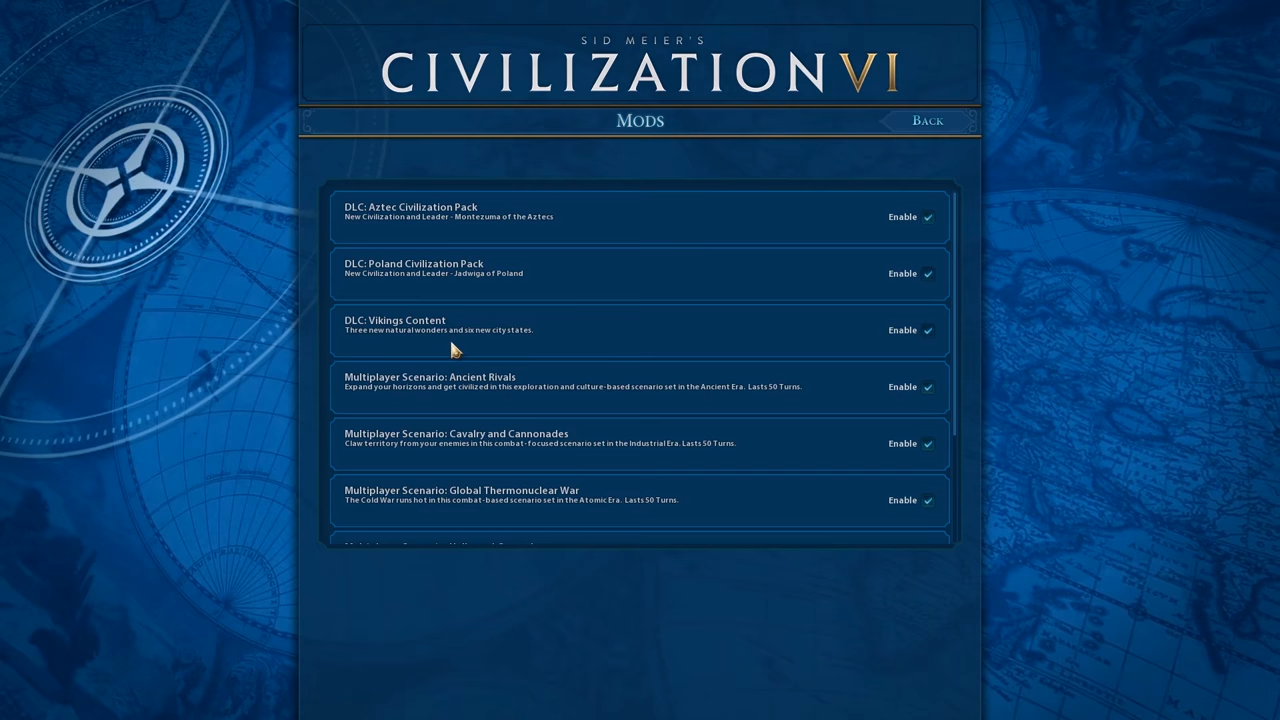 SID MEIER'S
CIVILIZATION VI
MODS
BACK
DLC: Aztec Civilization Pack
New Civilization and Leader - Montezuma of the Aztecs
Enable
DLC: Poland Civilization Pack
New Civilization and Leader - Jadwiga of Poland
Enable
DLC: Vikings Content
Three new natural wonders and six new city states.
Enable
Multiplayer Scenario: Ancient Rivals
Expand your horizons and get civilized in this exploration and culture-based scenario set in the Ancient Era. Lasts 50 Turns.
Enable
Multiplayer Scenario: Cavalry and Cannonades
Claw territory from your enemies in this combat-focused scenario set in the Industrial Era. Lasts 50 Turns.
Enable
Multiplayer Scenario: Global Thermonuclear War
The Cold War runs hot in this combat-based scenario set in the Atomic Era. Lasts 50 Turns.
Enable